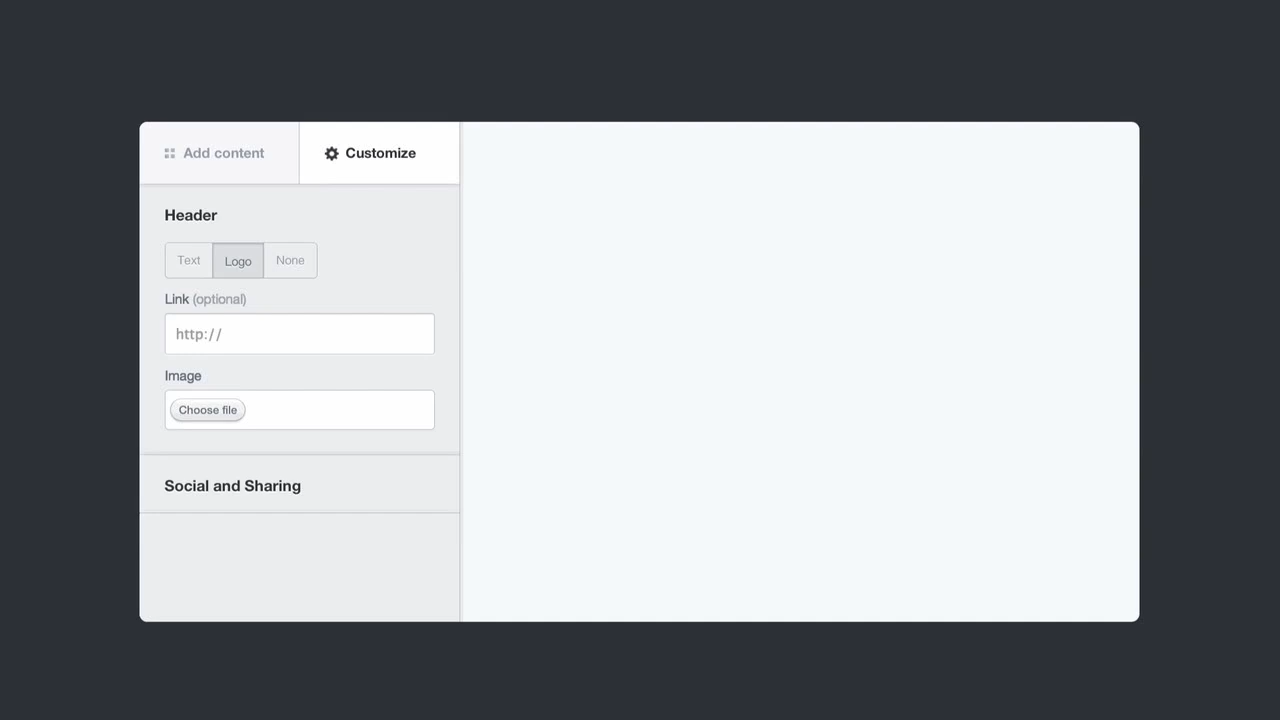 Add content
Customize
Header
Text
Logo
None
Link (optional)
http://
Image
Choose file
Social and Sharing